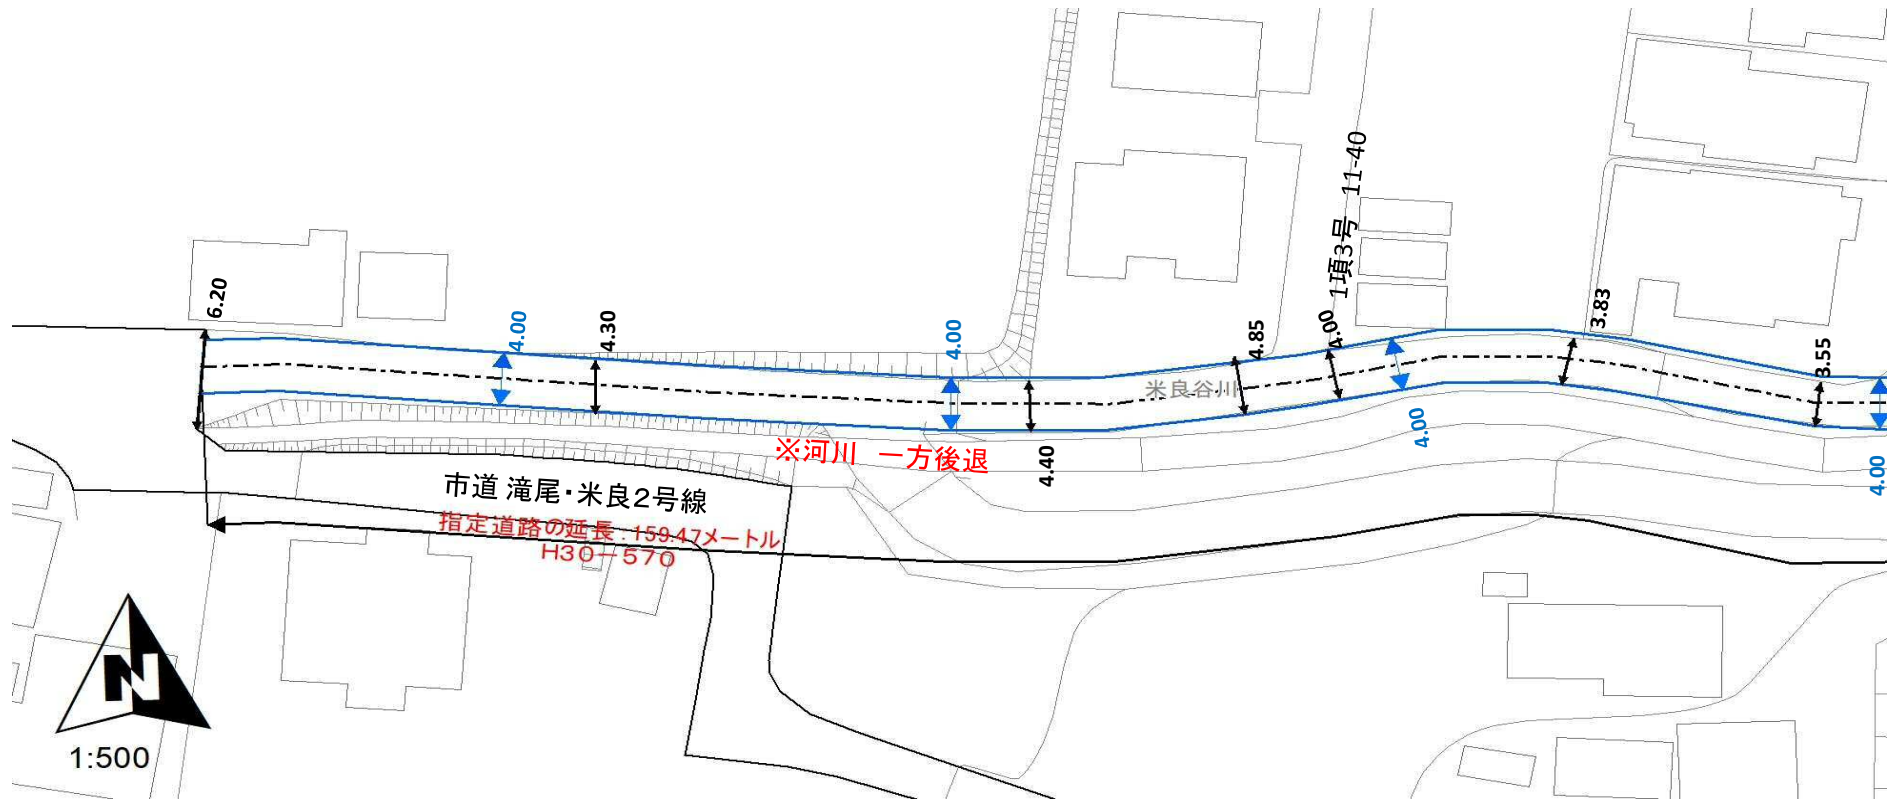 1項3号 11-40
6.20
4.00
4.30
4.00
4.40
4.85
4.00
4.00
3.83
3.55
4.00
米良谷川
※河川 一方後退
市道 滝尾・米良2号線
指定道路の延長:159.47メートル
H30-570
N
1:500